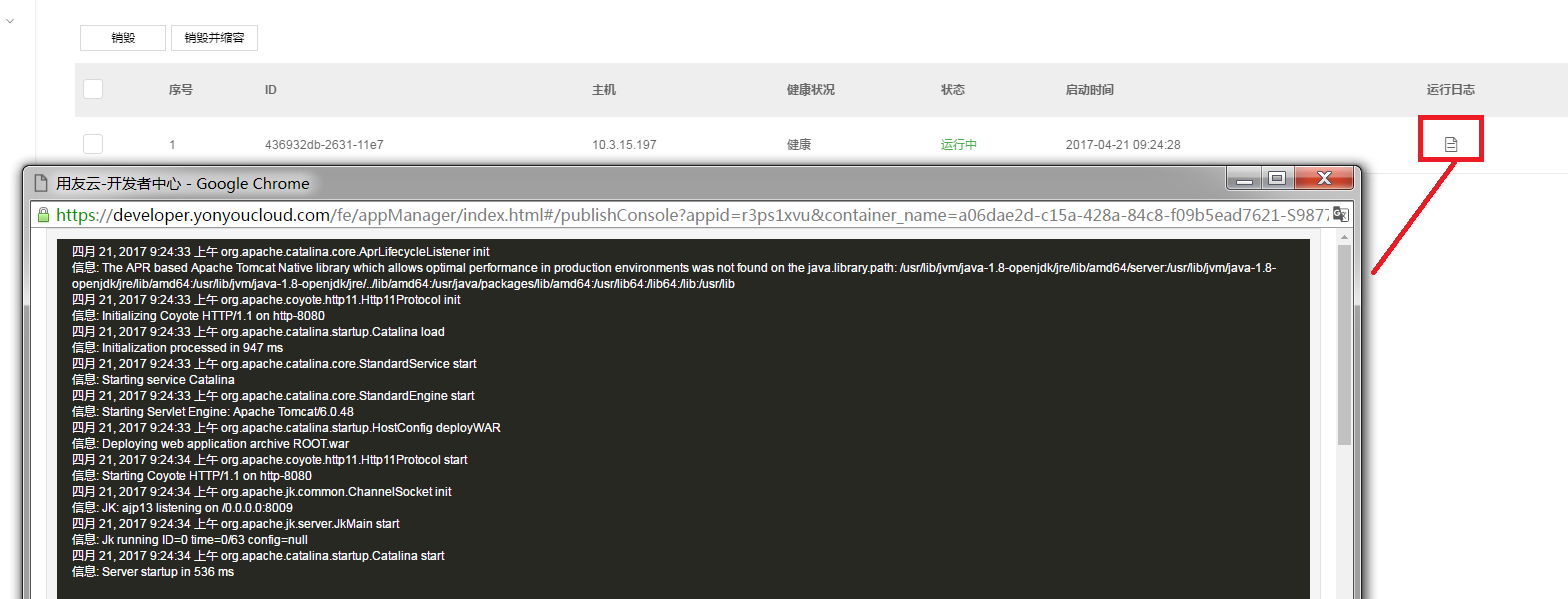 销毁 销毁并缩容
序号 ID 主机 健康状况 状态 启动时间 运行日志
1 436932db-2631-11e7 10.3.15.197 健康 运行中 2017-04-21 09:24:28
用友云-开发者中心 - Google Chrome
https://developer.yonyoucloud.com/fe/appManager/index.html#/publishConsole?appid=r3ps1xvu&container_name=a06dae2d-c15a-428a-84c8-f09b5ead7621-S9877
四月 21, 2017 9:24:33 上午 org.apache.catalina.core.AprLifecycleListener init
信息: The APR based Apache Tomcat Native library which allows optimal performance in production environments was not found on the java.library.path: /usr/lib/jvm/java-1.8-openjdk/jre/lib/amd64/server:/usr/lib/jvm/java-1.8-
openjdk/jre/lib/amd64:/usr/lib/jvm/java-1.8-openjdk/jre/../lib/amd64:/usr/java/packages/lib/amd64:/usr/lib64:/lib64:/lib:/usr/lib
四月 21, 2017 9:24:33 上午 org.apache.coyote.http11.Http11Protocol init
信息: Initializing Coyote HTTP/1.1 on http-8080
四月 21, 2017 9:24:33 上午 org.apache.catalina.startup.Catalina load
信息: Initialization processed in 947 ms
四月 21, 2017 9:24:33 上午 org.apache.catalina.core.StandardService start
信息: Starting service Catalina
四月 21, 2017 9:24:33 上午 org.apache.catalina.core.StandardEngine start
信息: Starting Servlet Engine: Apache Tomcat/6.0.48
四月 21, 2017 9:24:33 上午 org.apache.catalina.startup.HostConfig deployWAR
信息: Deploying web application archive ROOT.war
四月 21, 2017 9:24:34 上午 org.apache.coyote.http11.Http11Protocol start
信息: Starting Coyote HTTP/1.1 on http-8080
四月 21, 2017 9:24:34 上午 org.apache.jk.common.ChannelSocket init
信息: JK: ajp13 listening on /0.0.0.0:8009
四月 21, 2017 9:24:34 上午 org.apache.jk.server.JkMain start
信息: Jk running ID=0 time=0/63 config=null
四月 21, 2017 9:24:34 上午 org.apache.catalina.startup.Catalina start
信息: Server startup in 536 ms